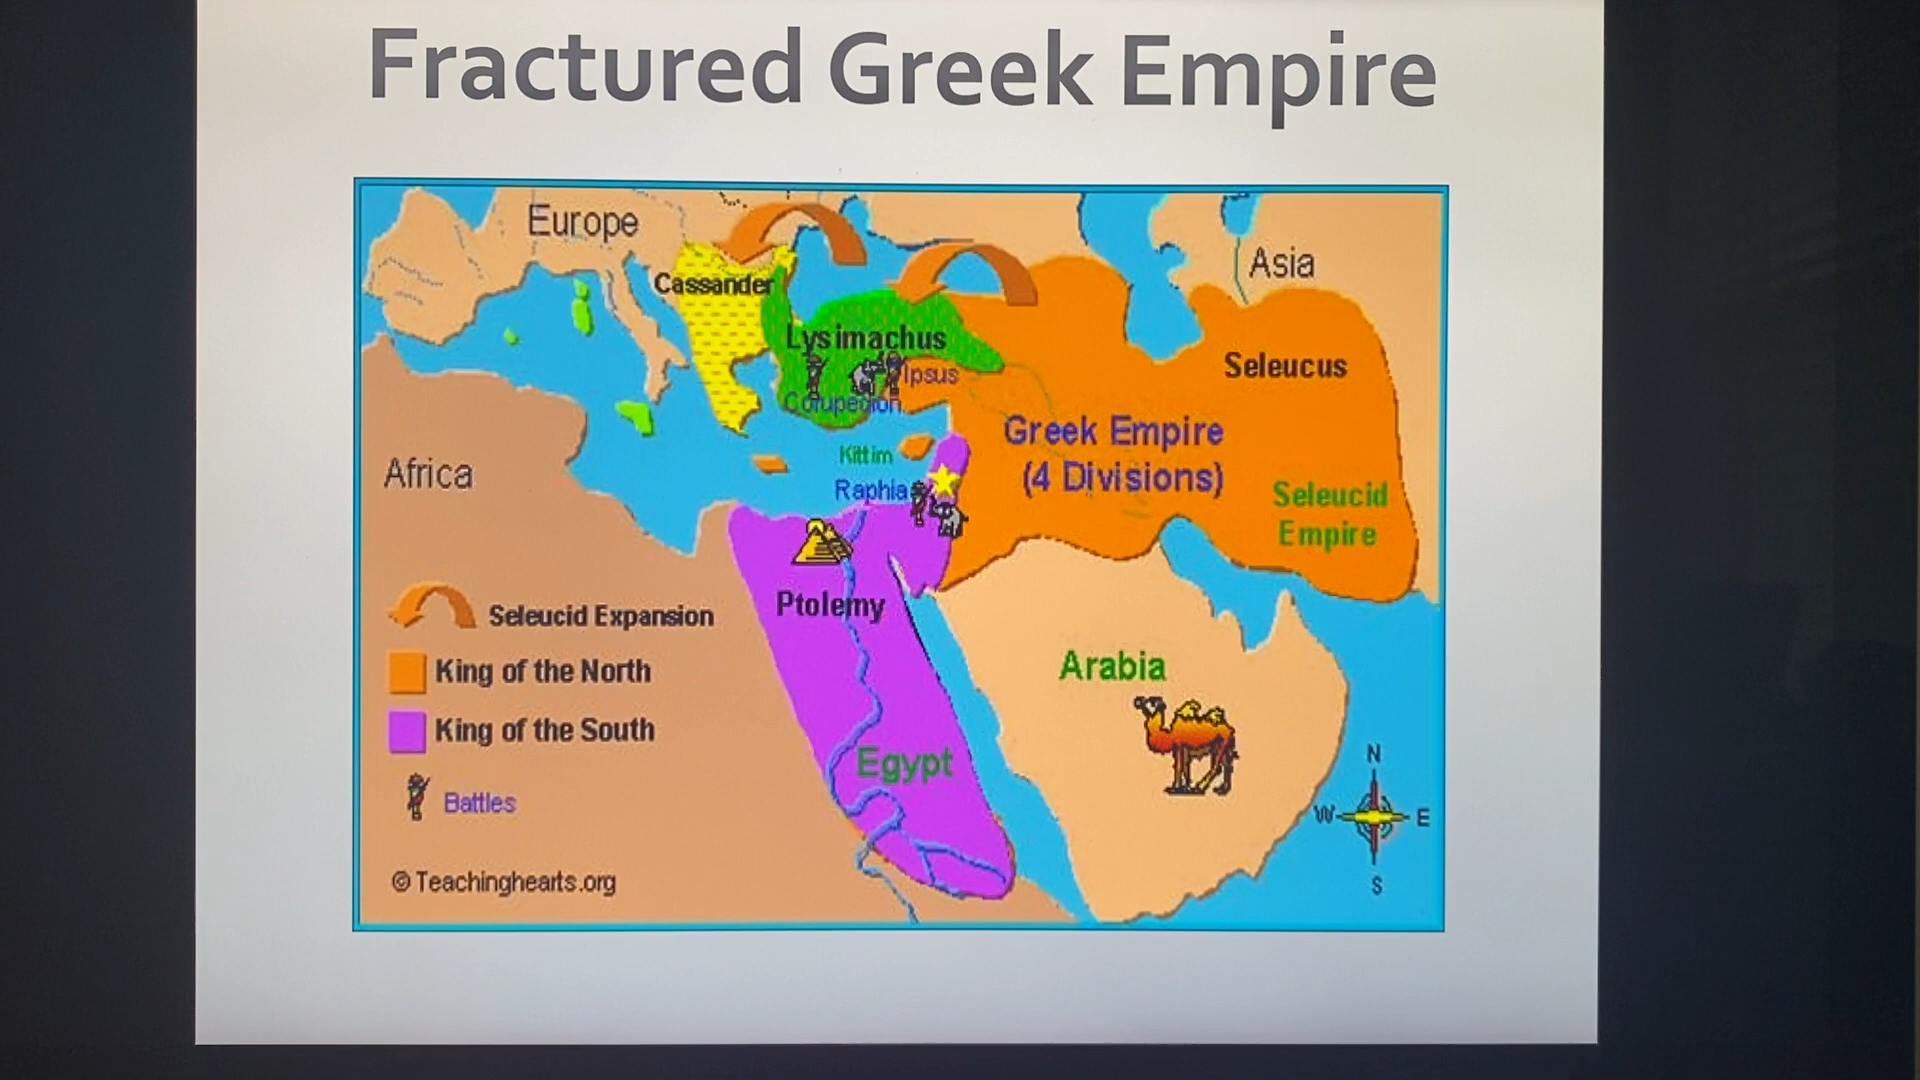 Fractured Greek Empire
Europe
Asia
Cassander
Lysimachus
Seleucus
Ipsus
Corupedion
Greek Empire
(4 Divisions)
Kittim
Africa
Raphia
Seleucid
Empire
Ptolemy
Seleucid Expansion
King of the North
Arabia
King of the South
Egypt
Battles
N
W
E
S
© Teachinghearts.org